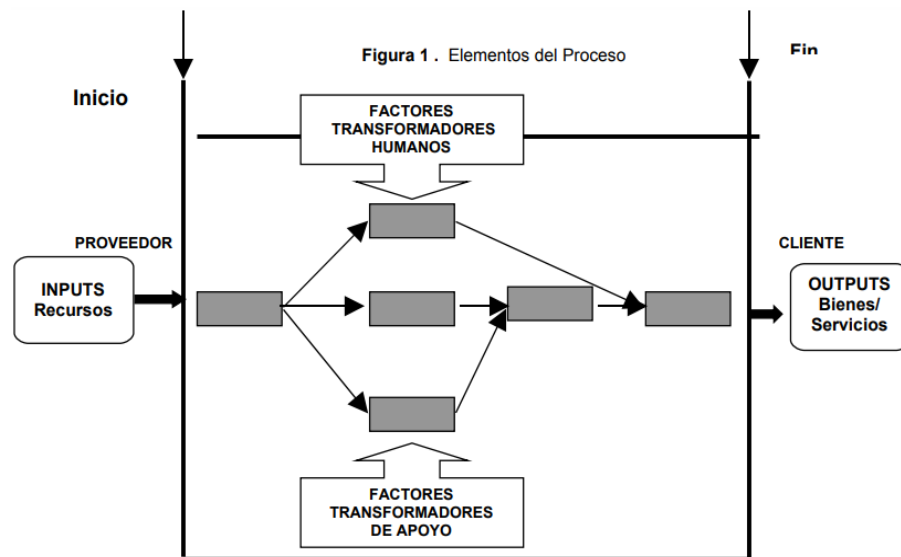 Figura 1 . Elementos del Proceso
Fin
Inicio
FACTORES
TRANSFORMADORES
HUMANOS
PROVEEDOR
CLIENTE
INPUTS
Recursos
OUTPUTS
Bienes/
Servicios
FACTORES
TRANSFORMADORES
DE APOYO